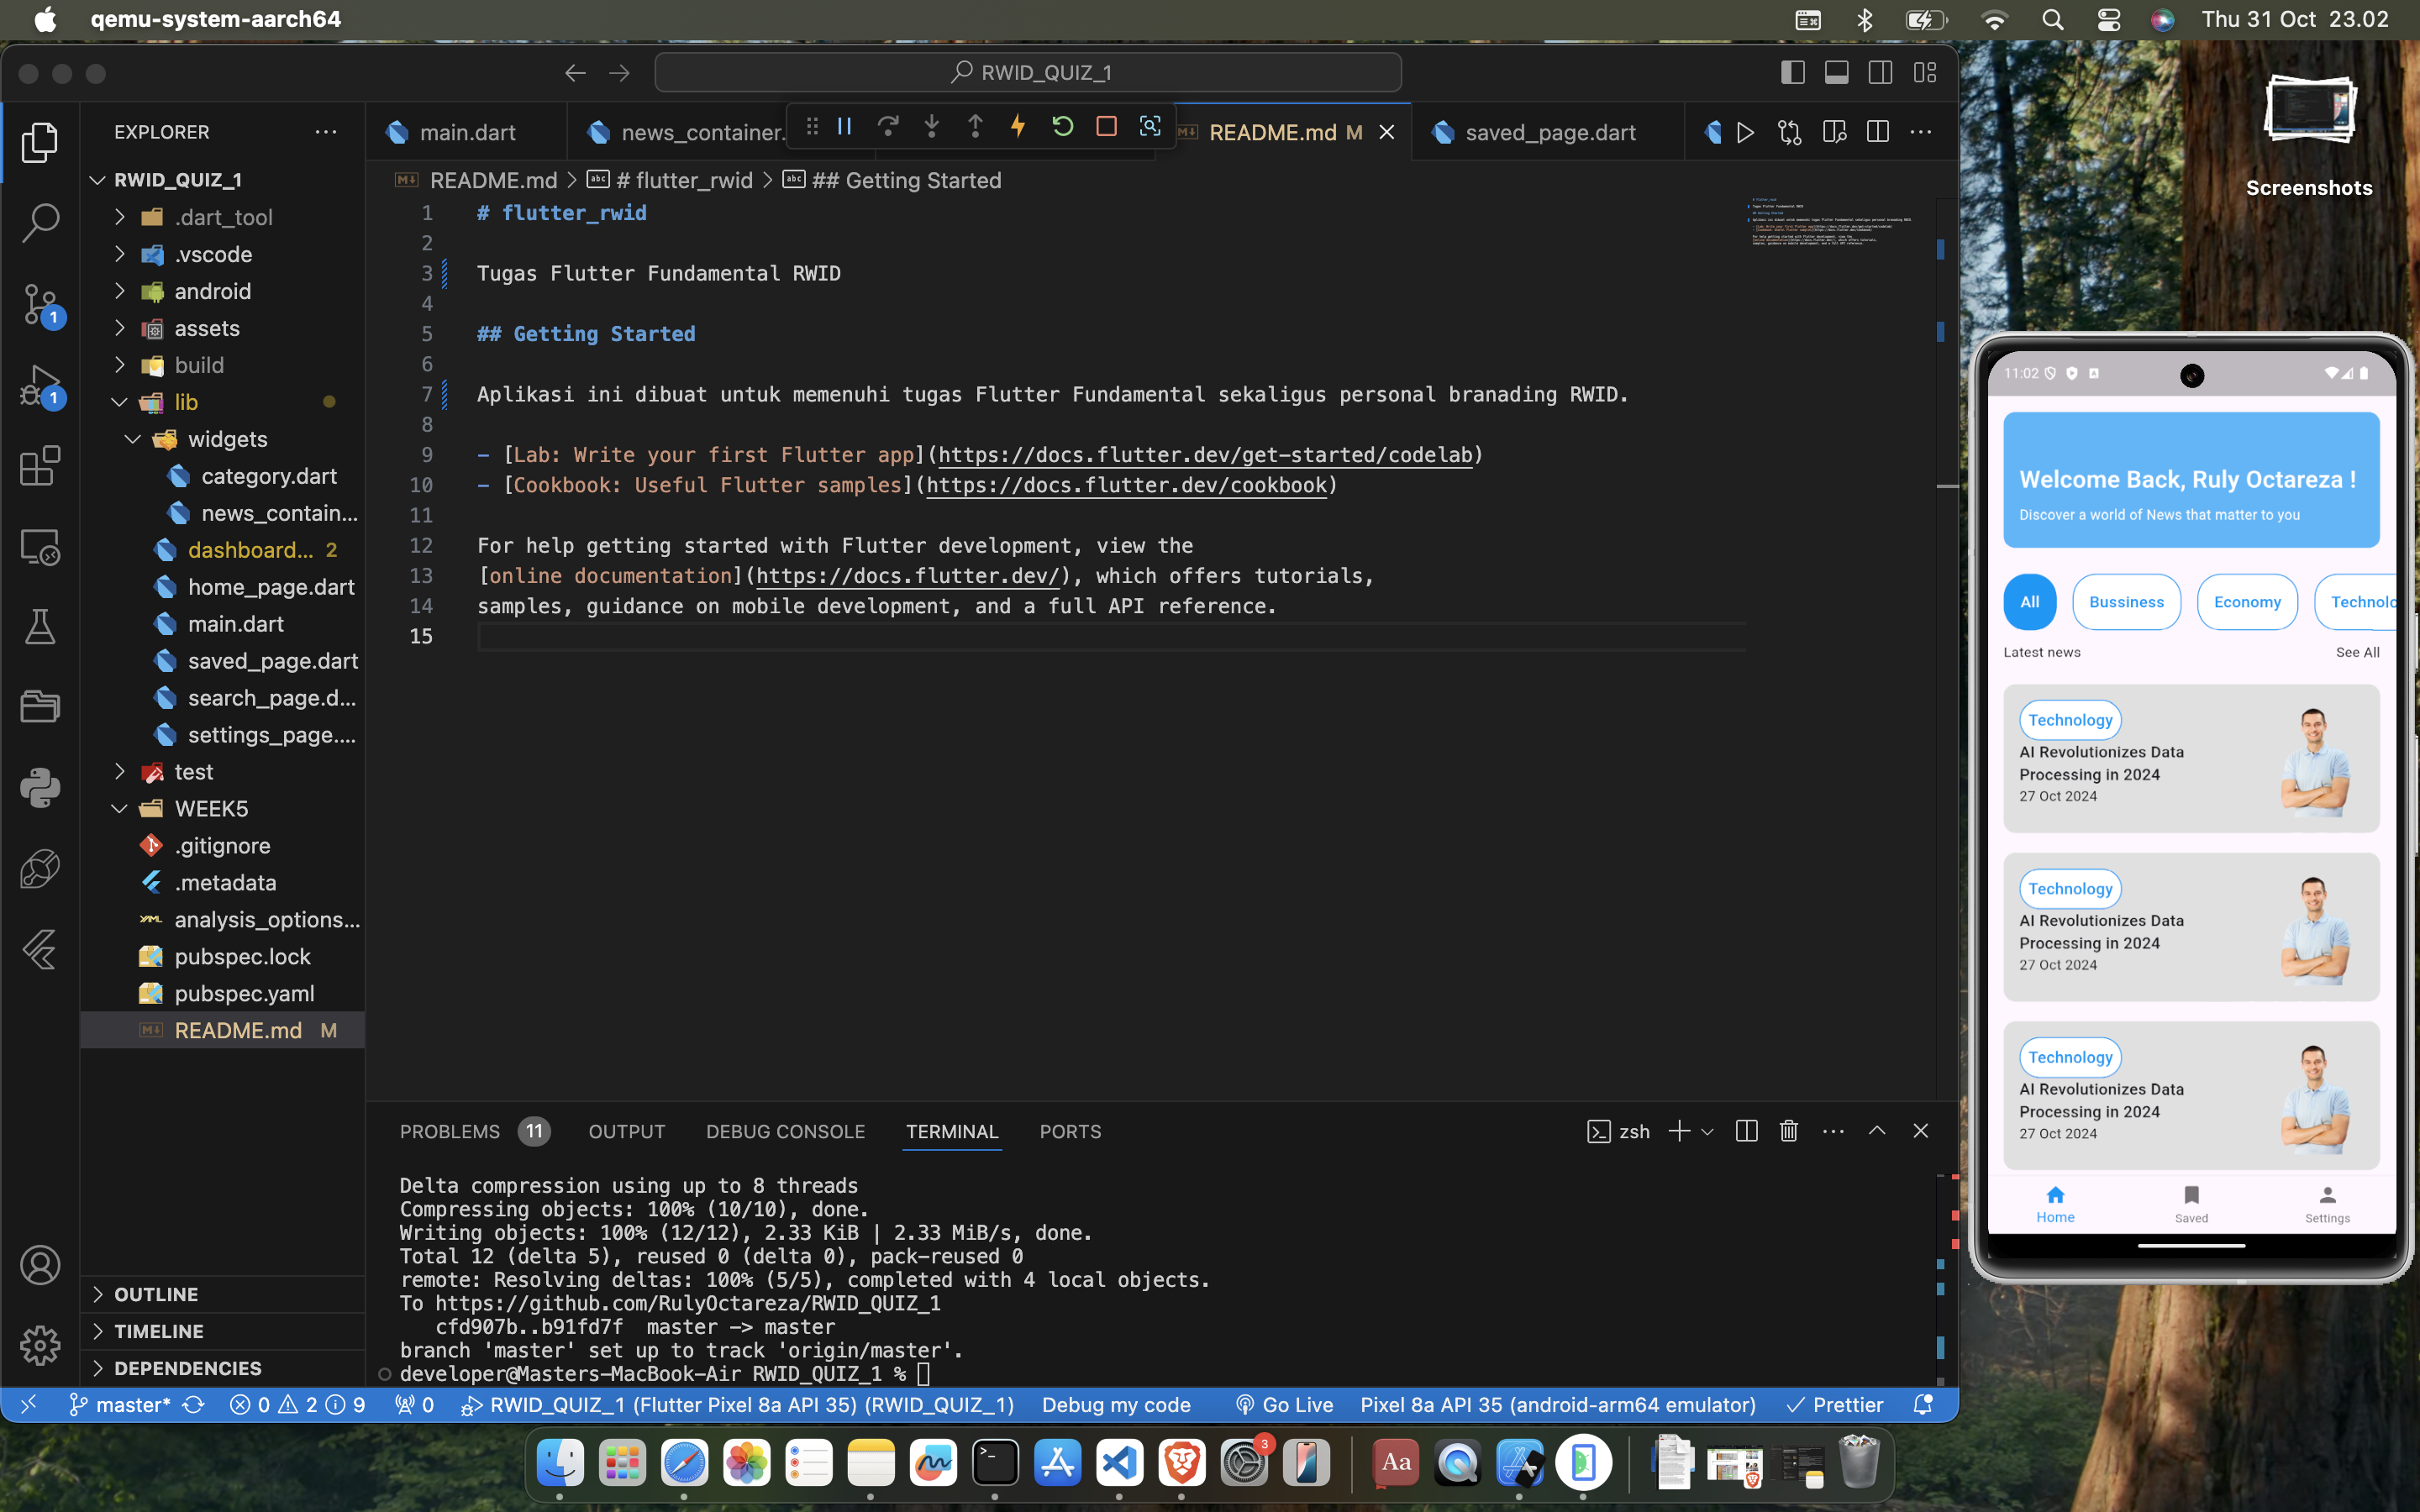 qemu-system-aarch64
Thu 31 Oct 23.02
RWID_QUIZ_1
Screenshots
EXPLORER
RWID_QUIZ_1
.dart_tool
.vscode
android
assets
build
lib
widgets
category.dart
news_contain...
dashboard... 2
home_page.dart
main.dart
saved_page.dart
search_page.d...
settings_page....
test
WEEK5
.gitignore
.metadata
analysis_options...
pubspec.lock
pubspec.yaml
README.md M
OUTLINE
TIMELINE
DEPENDENCIES
1
1
main.dart
news_container.
README.md M
saved_page.dart
README.md > # flutter_rwid > ## Getting Started
1 # flutter_rwid
2
3 Tugas Flutter Fundamental RWID
4
5 ## Getting Started
6
7 Aplikasi ini dibuat untuk memenuhi tugas Flutter Fundamental sekaligus personal branading RWID.
8
9 - [Lab: Write your first Flutter app](https://docs.flutter.dev/get-started/codelab)
10 - [Cookbook: Useful Flutter samples](https://docs.flutter.dev/cookbook)
11
12 For help getting started with Flutter development, view the
13 [online documentation](https://docs.flutter.dev/), which offers tutorials,
14 samples, guidance on mobile development, and a full API reference.
15
PROBLEMS 11 OUTPUT DEBUG CONSOLE TERMINAL PORTS
zsh
Delta compression using up to 8 threads
Compressing objects: 100% (10/10), done.
Writing objects: 100% (12/12), 2.33 KiB | 2.33 MiB/s, done.
Total 12 (delta 5), reused 0 (delta 0), pack-reused 0
remote: Resolving deltas: 100% (5/5), completed with 4 local objects.
To https://github.com/RulyOctareza/RWID_QUIZ_1
cfd907b..b91fd7f master -> master
branch 'master' set up to track 'origin/master'.
developer@Masters-MacBook-Air RWID_QUIZ_1 %
master* 0 2 9 0 RWID_QUIZ_1 (Flutter Pixel 8a API 35) (RWID_QUIZ_1) Debug my code Go Live Pixel 8a API 35 (android-arm64 emulator) Prettier
11:02
Welcome Back, Ruly Octareza !
Discover a world of News that matter to you
All Bussiness Economy Technolo
Latest news See All
Technology
AI Revolutionizes Data
Processing in 2024
27 Oct 2024
Technology
AI Revolutionizes Data
Processing in 2024
27 Oct 2024
Technology
AI Revolutionizes Data
Processing in 2024
27 Oct 2024
Home Saved Settings
3
Aa